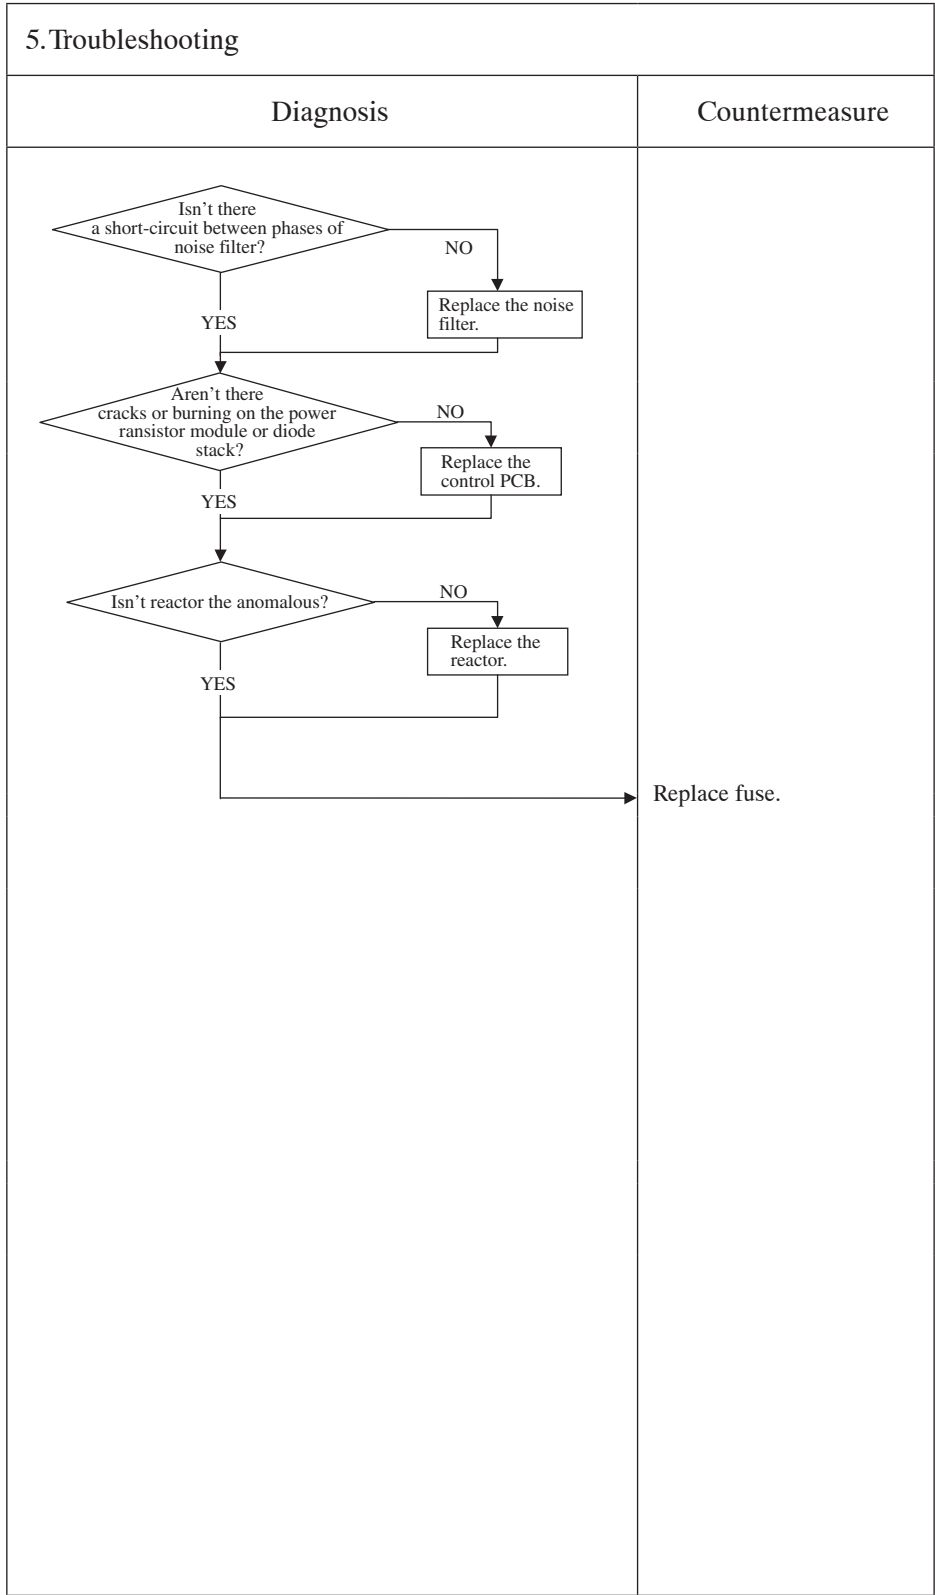 5.Troubleshooting
Diagnosis
Countermeasure
Isn't there
a short-circuit between phases of
noise filter?
NO
Replace the noise
filter.
YES
Aren't there
cracks or burning on the power
ransistor module or diode
stack?
NO
Replace the
control PCB.
YES
Isn't reactor the anomalous?
NO
Replace the
reactor.
YES
Replace fuse.